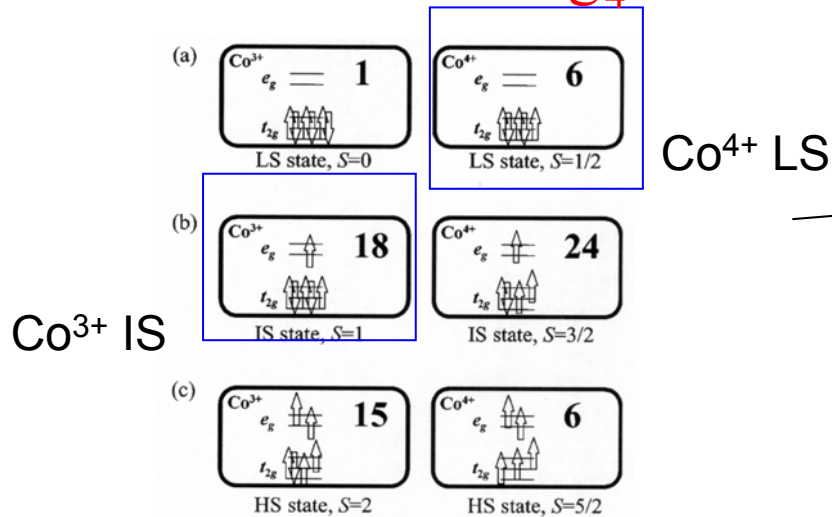 (a)
Co3+
eg
1
t2g
LS state, S=0
Co4+
eg
6
t2g
LS state, S=1/2
Co4+ LS
(b)
Co3+
eg
18
t2g
IS state, S=1
Co4+
eg
24
t2g
IS state, S=3/2
Co3+ IS
(c)
Co3+
eg
15
t2g
HS state, S=2
Co4+
eg
6
t2g
HS state, S=5/2